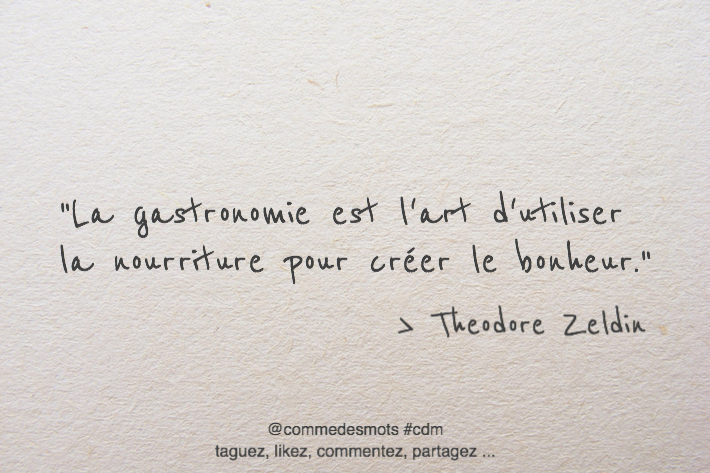 "La gastronomie est l'art d'utiliser
la nourriture pour créer le bonheur."
> Theodore Zeldin
@commedesmots #cdm
taguez, likez, commentez, partagez ...